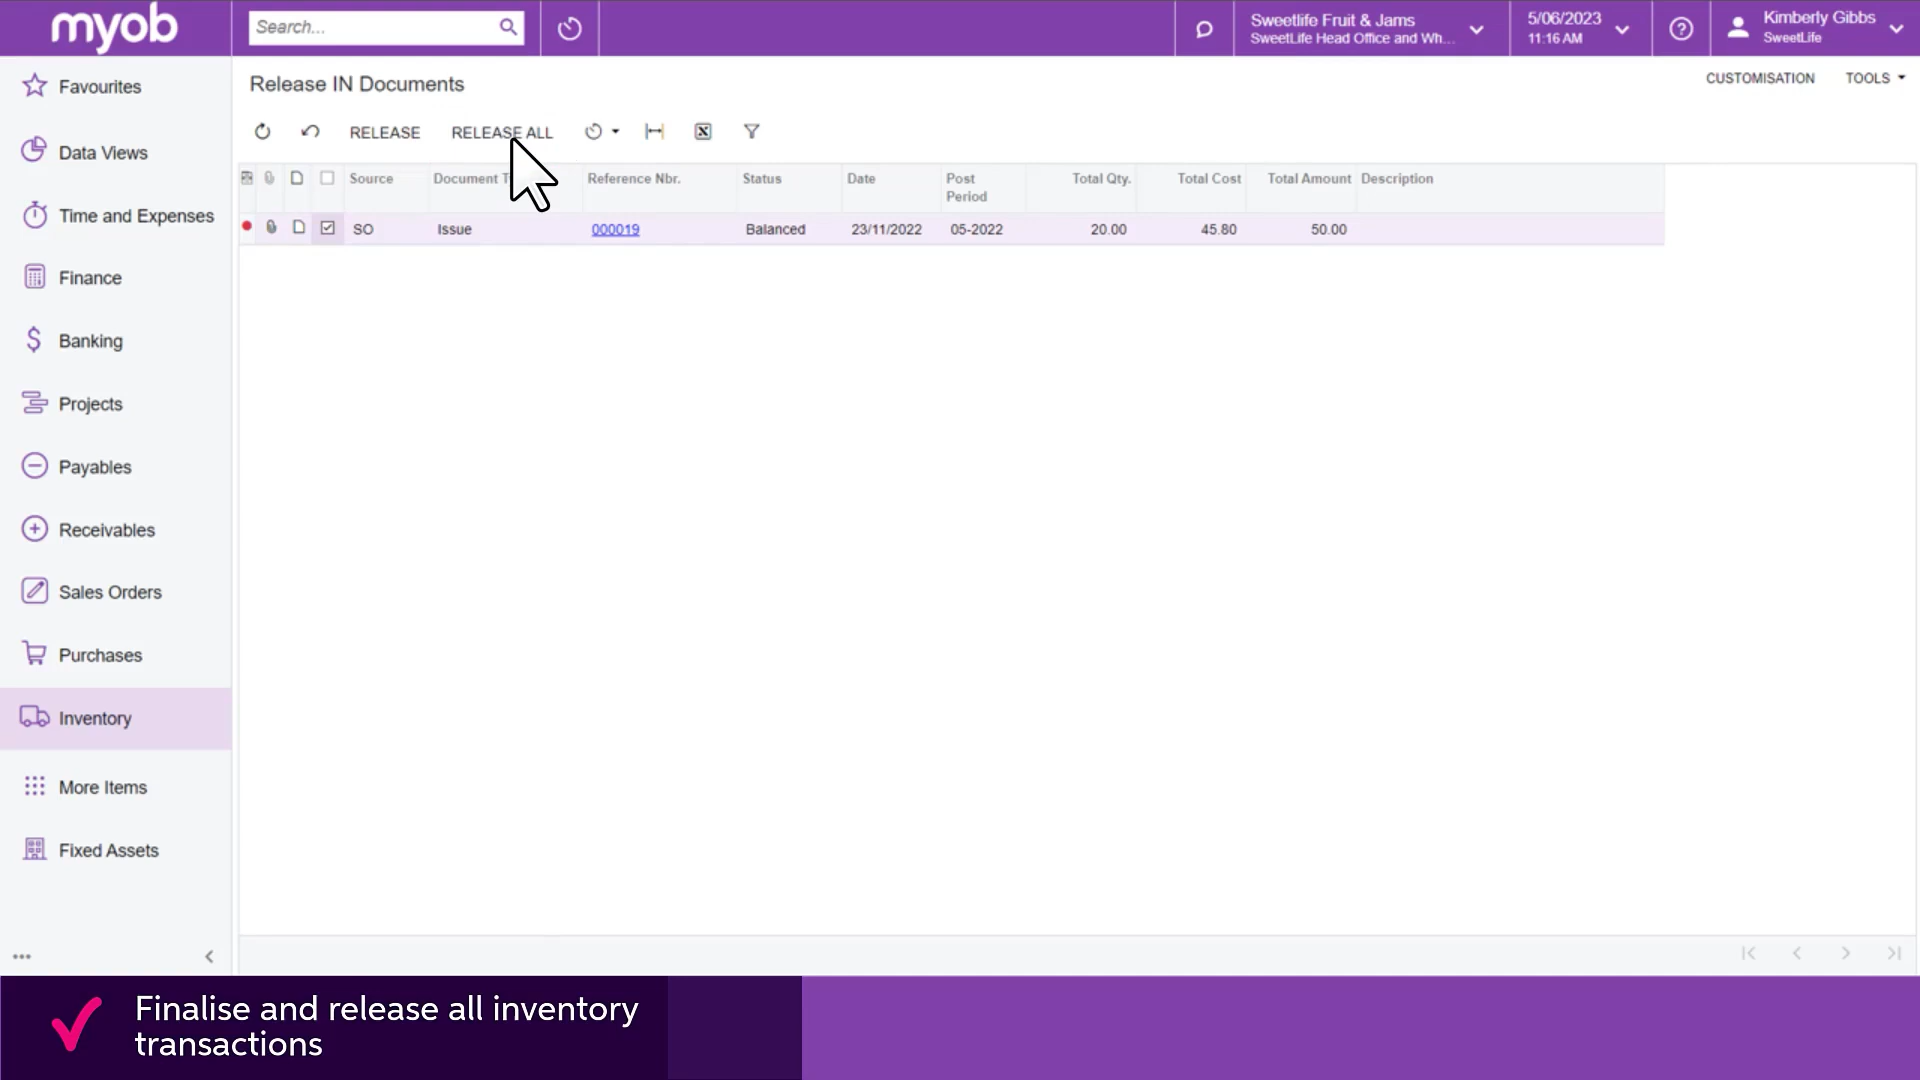 myob
Search...
Sweetlife Fruit & Jams
SweetLife Head Office and Wh...
5/06/2023
11:16 AM
Kimberly Gibbs
SweetLife
Favourites
Data Views
Time and Expenses
Finance
Banking
Projects
Payables
Receivables
Sales Orders
Purchases
Inventory
More Items
Fixed Assets
Release IN Documents
CUSTOMISATION
TOOLS
RELEASE
RELEASE ALL
Source
Document T
Reference Nbr.
Status
Date
Post
Period
Total Qty.
Total Cost
Total Amount
Description
SO
Issue
000019
Balanced
23/11/2022
05-2022
20.00
45.80
50.00
Finalise and release all inventory
transactions